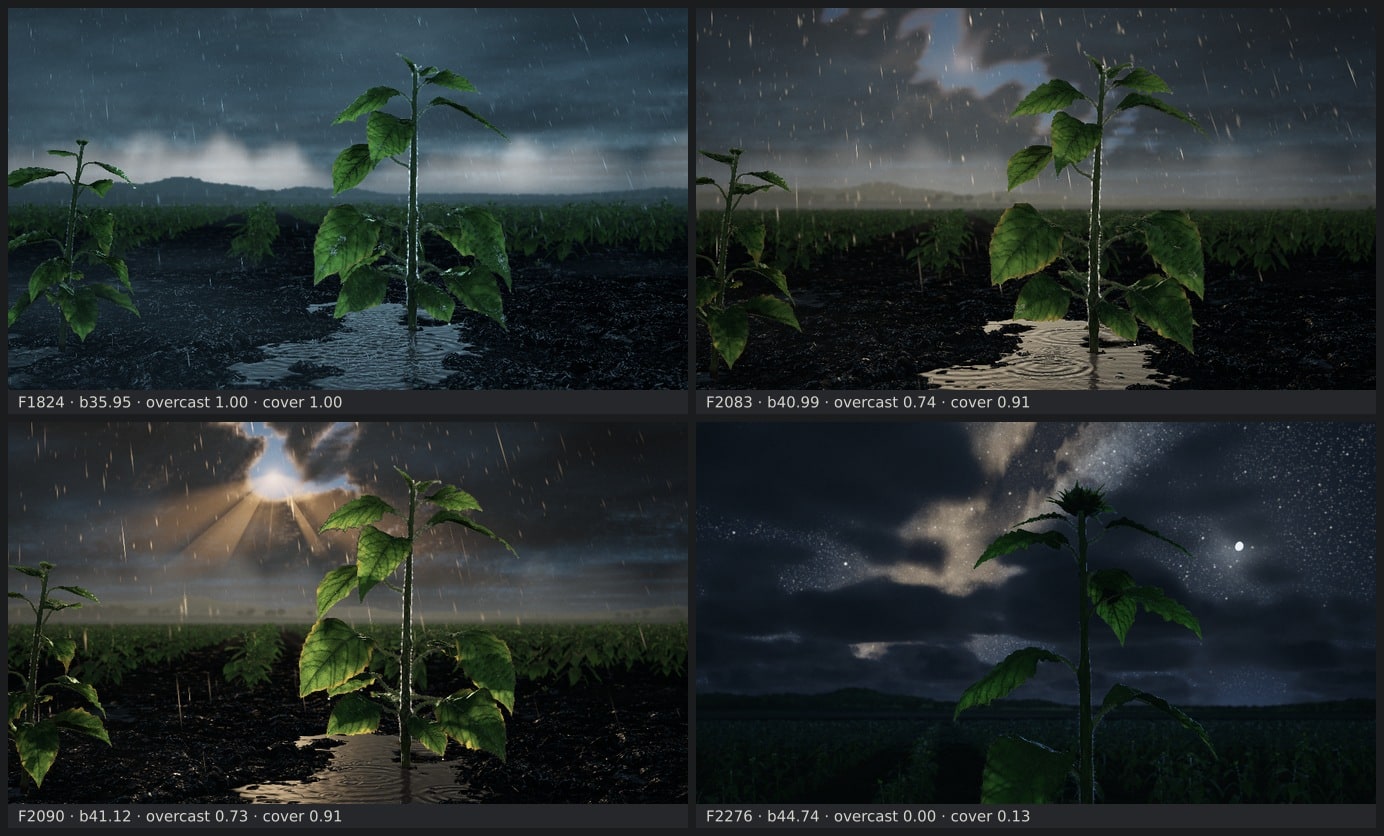 F1824 · b35.95 · overcast 1.00 · cover 1.00
F2083 · b40.99 · overcast 0.74 · cover 0.91
F2090 · b41.12 · overcast 0.73 · cover 0.91
F2276 · b44.74 · overcast 0.00 · cover 0.13